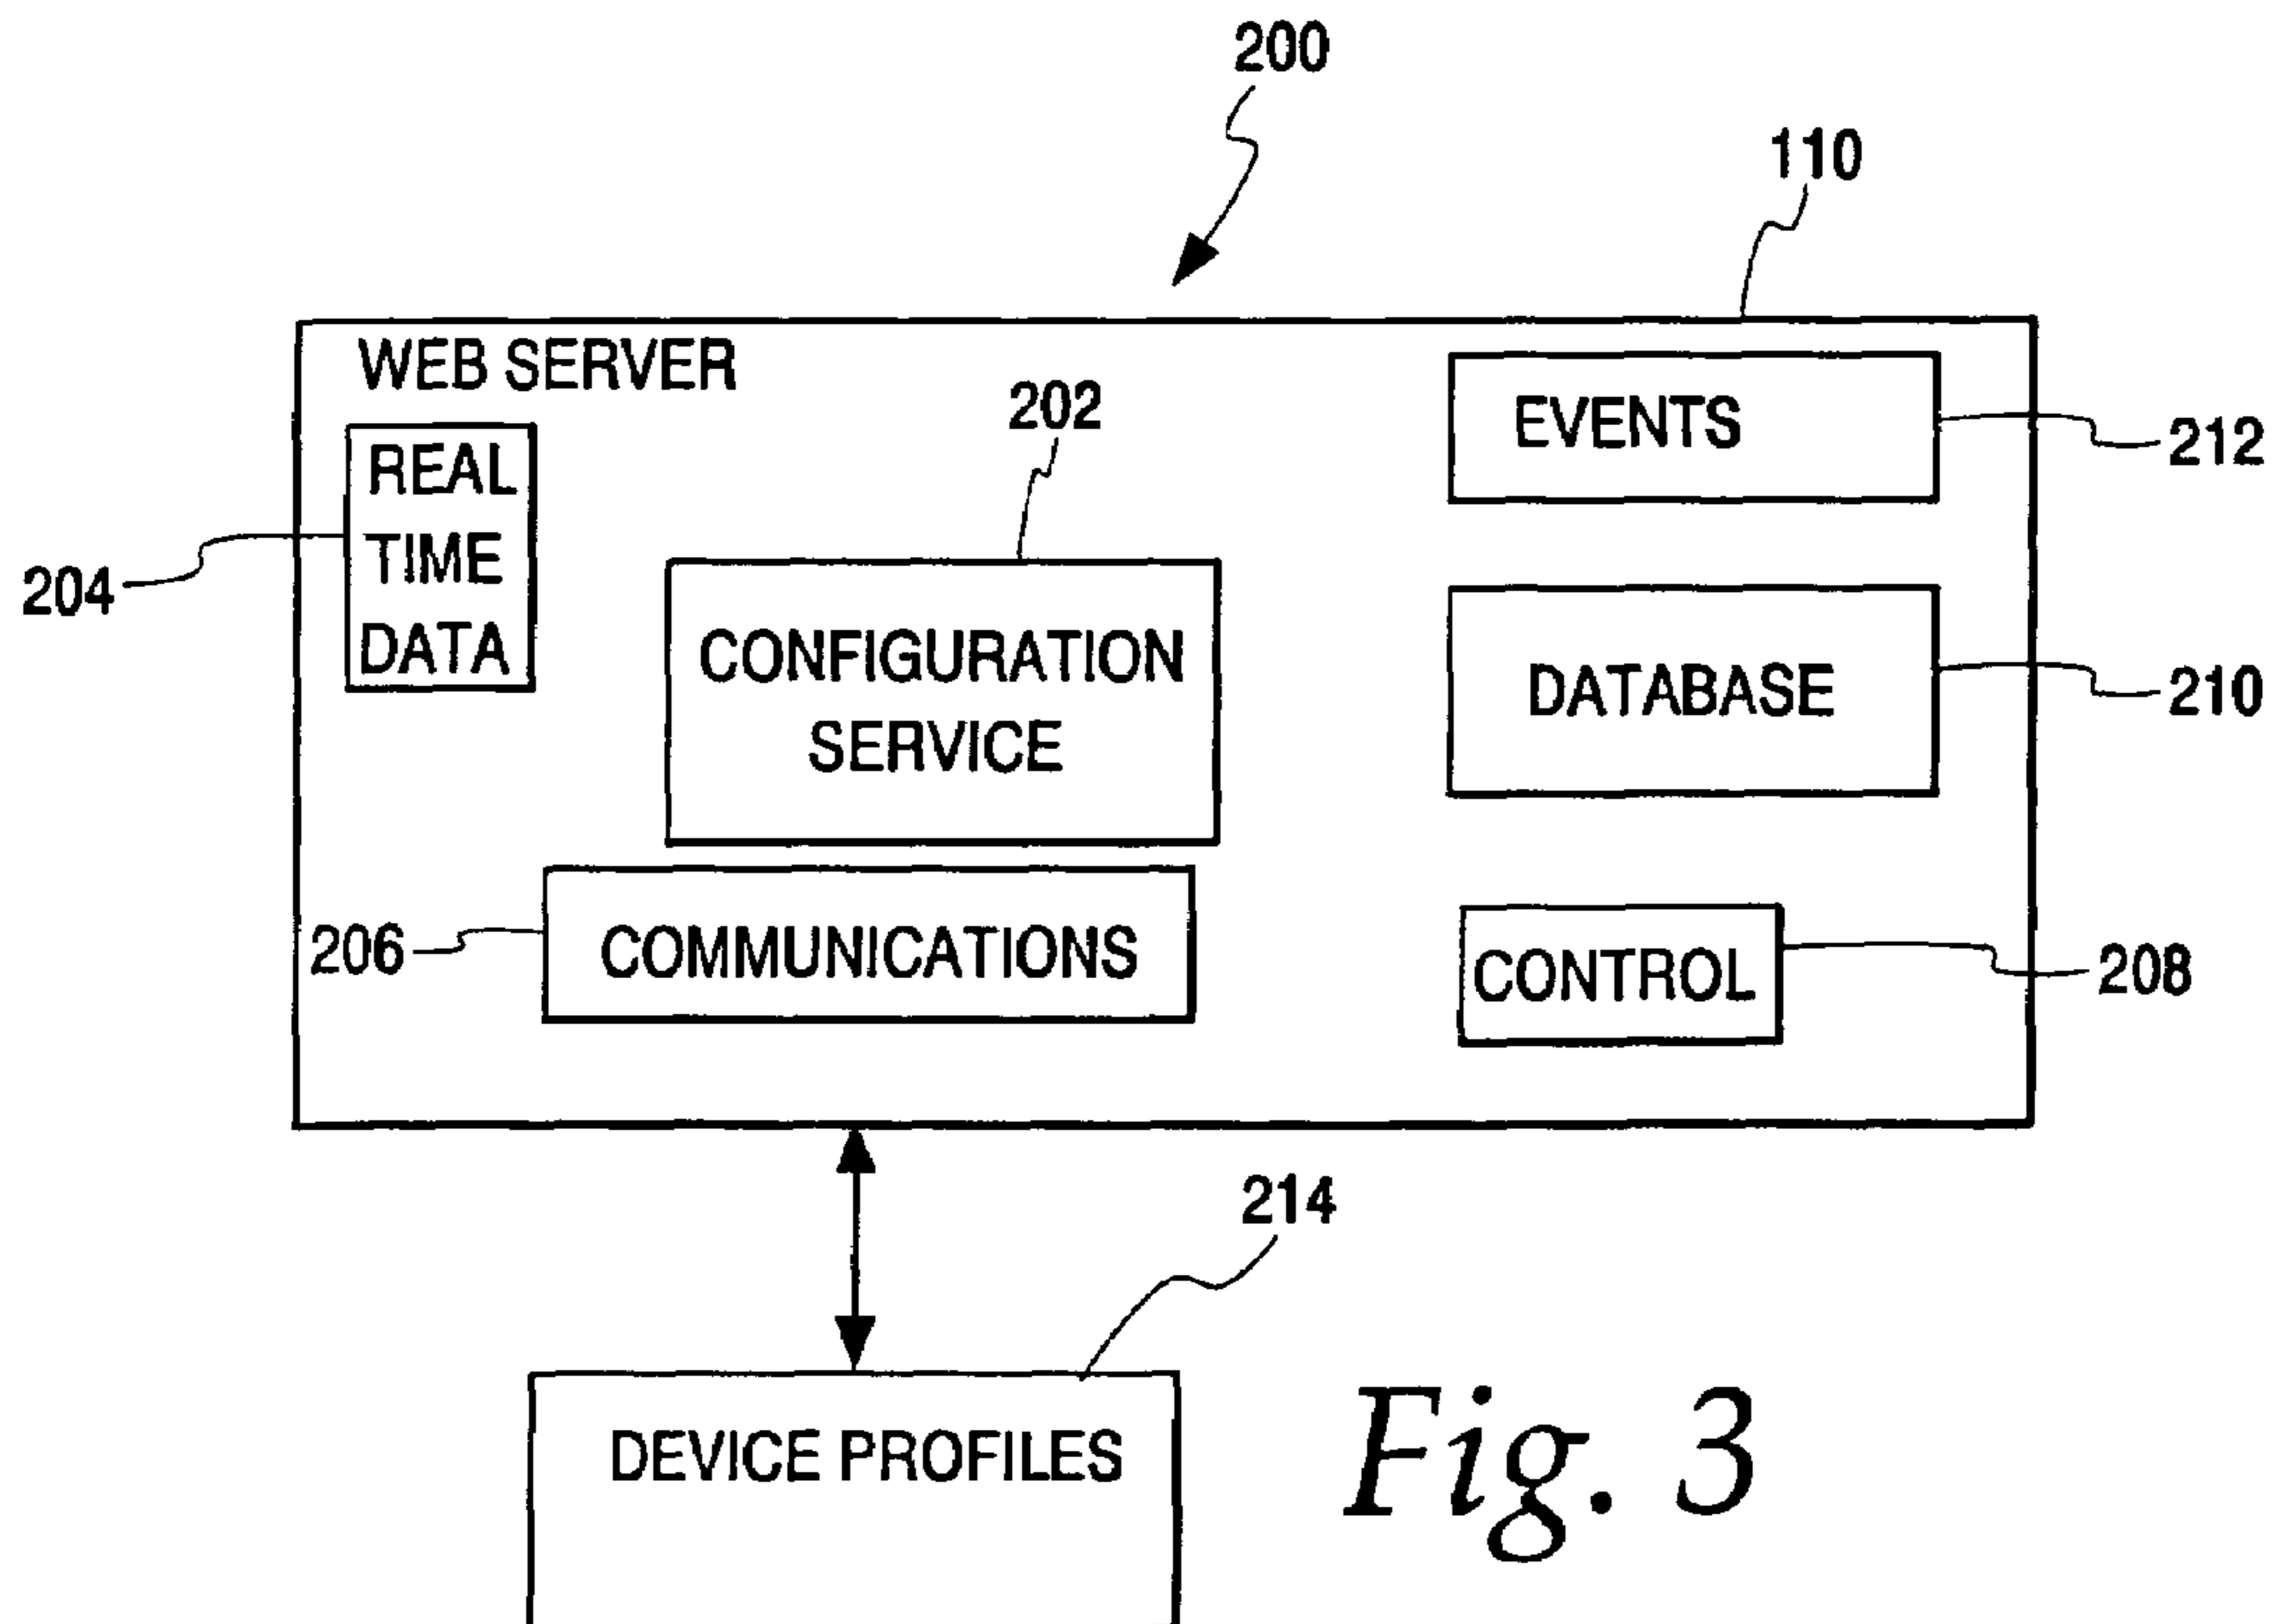 200
110
WEB SERVER
202
EVENTS
212
REAL
TIME
DATA
204
CONFIGURATION
SERVICE
DATABASE
210
206
COMMUNICATIONS
CONTROL
208
214
DEVICE PROFILES
Fig. 3